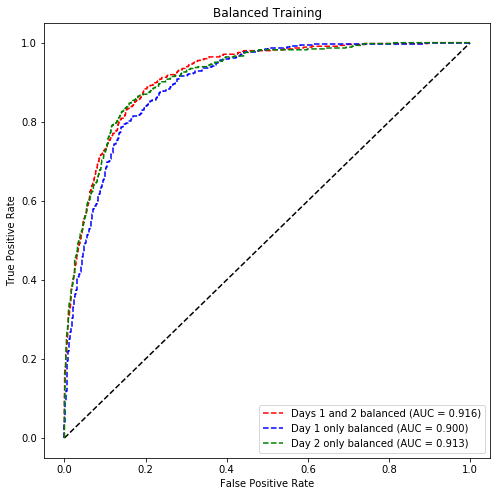 Balanced Training
True Positive Rate
1.0
0.8
0.6
0.4
0.2
0.0
0.0 0.2 0.4 0.6 0.8 1.0
False Positive Rate
Days 1 and 2 balanced (AUC = 0.916)
Day 1 only balanced (AUC = 0.900)
Day 2 only balanced (AUC = 0.913)